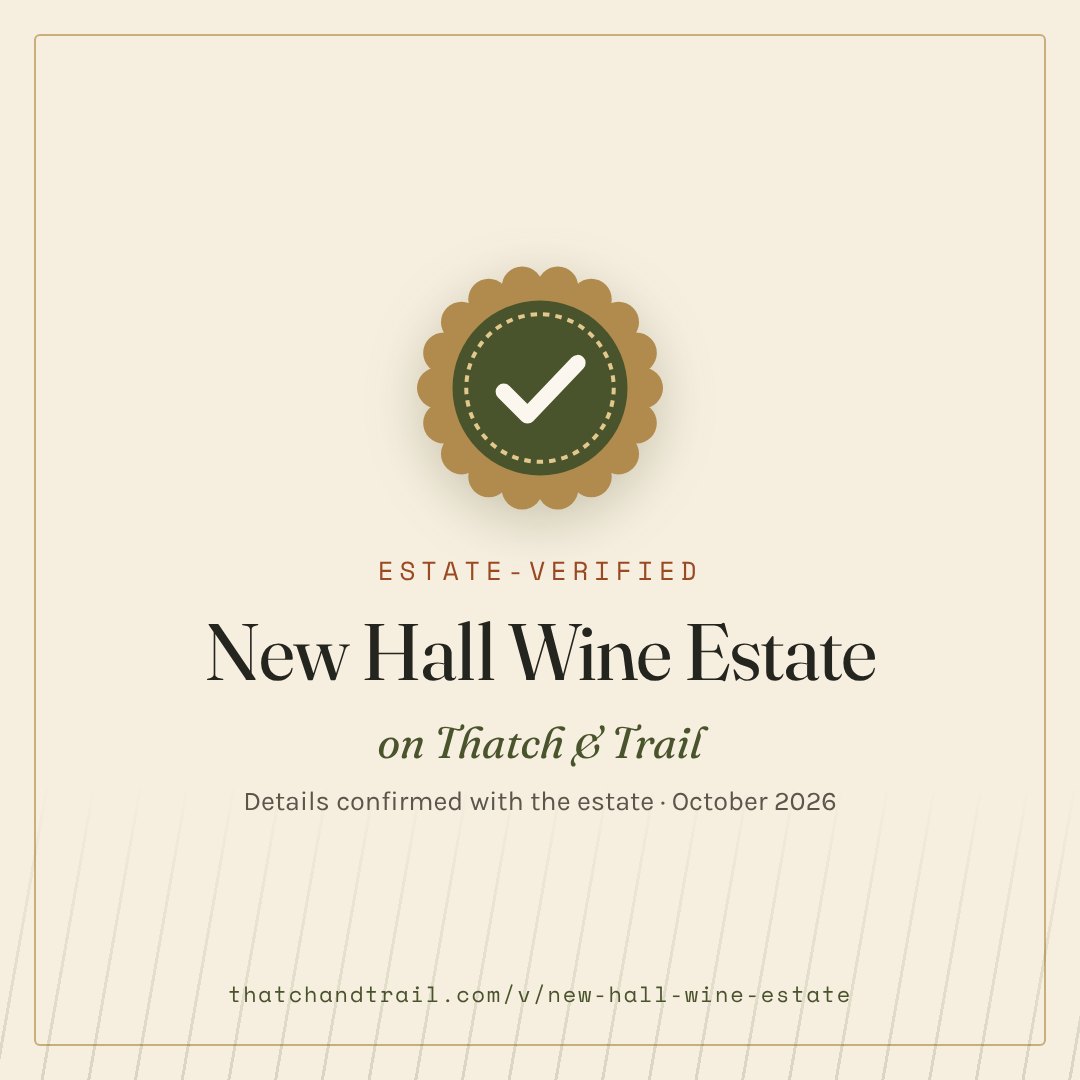 ESTATE-VERIFIED
New Hall Wine Estate
on Thatch & Trail
Details confirmed with the estate · October 2026
thatchandtrail.com/v/new-hall-wine-estate